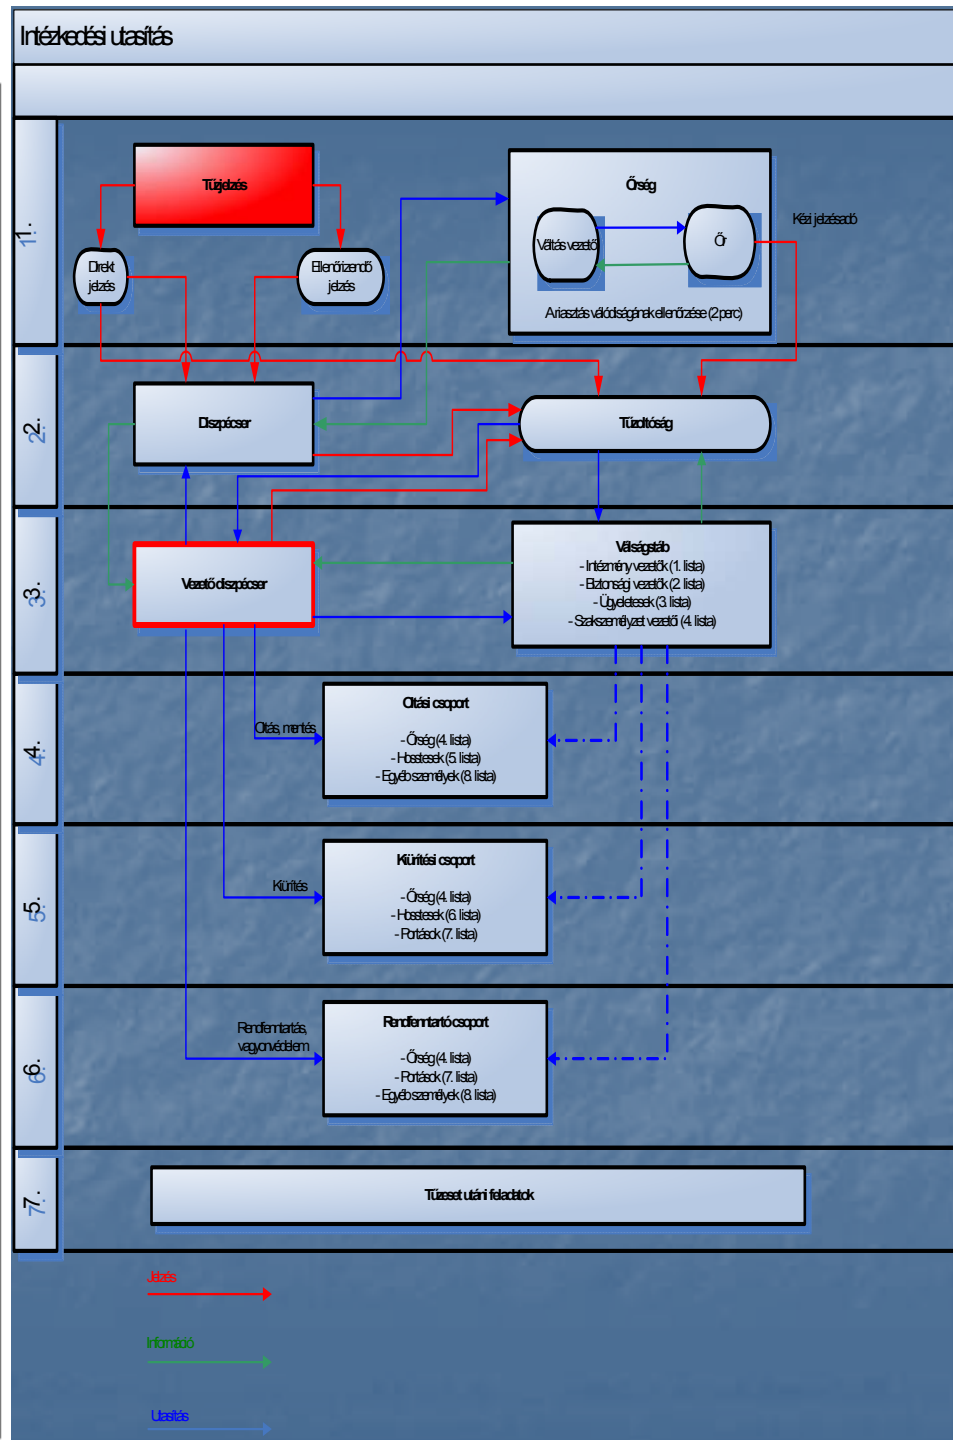 Intézkedési utasítás
1.
Tűzjelzés
Direkt
jelzés
Ellenőrizendő
jelzés
Őrség
Váltás vezető
Őr
A riasztás valódiságának ellenőrzése (2 perc)
Kézi jelzésadó
2.
Diszpécser
Tűzoltóság
3.
Vezető diszpécser
Válságstáb
- Intézmény vezetők (1. lista)
- Biztonsági vezetők (2. lista)
- Ügyeletesek (3. lista)
- Szakszemélyzet vezetői (4. lista)
4.
Oltás, mentés
Oltási csoport
- Őrség (4. lista)
- Hosstesek (5. lista)
- Egyéb személyek (8. lista)
5.
Kiürítés
Kiürítési csoport
- Őrség (4. lista)
- Hosstesek (6. lista)
- Portások (7. lista)
6.
Rendfenntartás,
vagyonvédelem
Rendfenntartó csoport
- Őrség (4. lista)
- Portások (7. lista)
- Egyéb személyek (8. lista)
7.
Tűzeset utáni feladatok
Jelzés
Információ
Utasítás